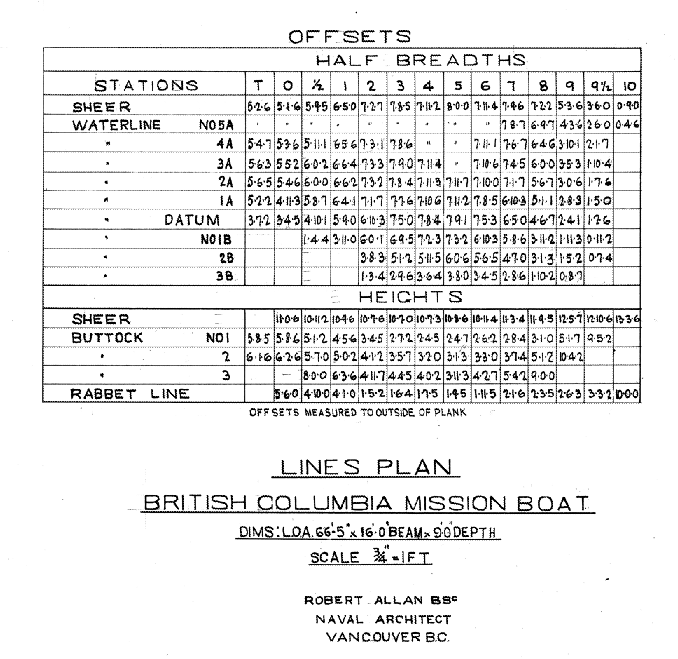 OFFSETS
HALF BREADTHS
STATIONS T 0 ½ 1 2 3 4 5 6 7 8 9 9½ 10
SHEER 5·2·6 5·1·6 5·9·5 6·5·0 7·2·7 7·8·5 7·11·2 8·0·0 7·11·4 7·9·6 7·2·2 5·3·6 3·6·0 0·9·0
WATERLINE NO5A " " " " " " " " 7·8·7 6·9·7 4·3·6 2·6·0 0·4·6
" 4A 5·4·7 5·3·6 5·11·1 6·5·6 7·3·1 7·8·6 " " 7·11·1 7·6·7 6·4·6 3·10·1 2·1·7
" 3A 5·6·3 5·5·2 6·0·2 6·6·4 7·3·3 7·9·0 7·11·4 " 7·10·6 7·4·5 6·0·0 3·5·3 1·10·4
" 2A 5·6·5 5·4·6 6·0·0 6·6·2 7·3·2 7·8·4 7·11·3 7·11·7 7·10·0 7·1·7 5·6·7 3·0·6 1·7·6
" 1A 5·2·2 4·11·3 5·8·7 6·4·1 7·1·7 7·7·6 7·10·6 7·11·2 7·8·5 6·10·3 5·1·1 2·8·3 1·5·0
" DATUM 3·7·2 3·4·5 4·10·1 5·9·0 6·10·3 7·5·0 7·8·4 7·9·1 7·5·3 6·5·0 4·6·7 2·4·1 1·2·6
" NO1B 1·4·4 3·11·0 6·0·1 6·9·5 7·2·3 7·3·2 6·10·3 5·8·6 3·11·2 1·11·3 0·11·2
" 2B 3·8·3 5·1·2 5·11·5 6·0·6 5·6·5 4·7·0 3·1·3 1·5·2 0·7·4
" 3B 1·3·4 2·9·6 3·6·4 3·8·0 3·4·5 2·8·6 1·10·2 0·8·7
HEIGHTS
SHEER 11·0·6 10·11·2 10·9·6 10·7·6 10·7·0 10·7·3 10·8·6 10·11·4 11·3·4 11·9·5 12·5·7 12·10·6 13·3·6
BUTTOCK NO1 5·8·5 5·8·6 5·1·2 4·5·6 3·4·5 2·7·2 2·4·5 2·4·7 2·6·2 2·8·4 3·1·0 5·1·7 9·5·2
" 2 6·1·6 6·2·6 5·7·0 5·0·2 4·1·2 3·5·7 3·2·0 3·3·0 3·7·4 5·1·2 10·4·2
" 3 8·0·0 6·3·6 4·11·7 4·4·5 4·0·2 3·11·3 4·2·7 5·4·2 9·0·0
RABBET LINE 5·6·0 4·10·0 4·1·0 1·5·2 1·6·4 1·7·5 1·9·5 1·11·5 2·1·6 2·3·5 2·6·3 3·3·2 10·0·0
OFFSETS MEASURED TO OUTSIDE OF PLANK
LINES PLAN
BRITISH COLUMBIA MISSION BOAT
DIMS: L.O.A. 66'-5" x 16'.0" BEAM x 9'.0" DEPTH
SCALE ¾" = 1 FT
ROBERT ALLAN BSc
NAVAL ARCHITECT
VANCOUVER B.C.